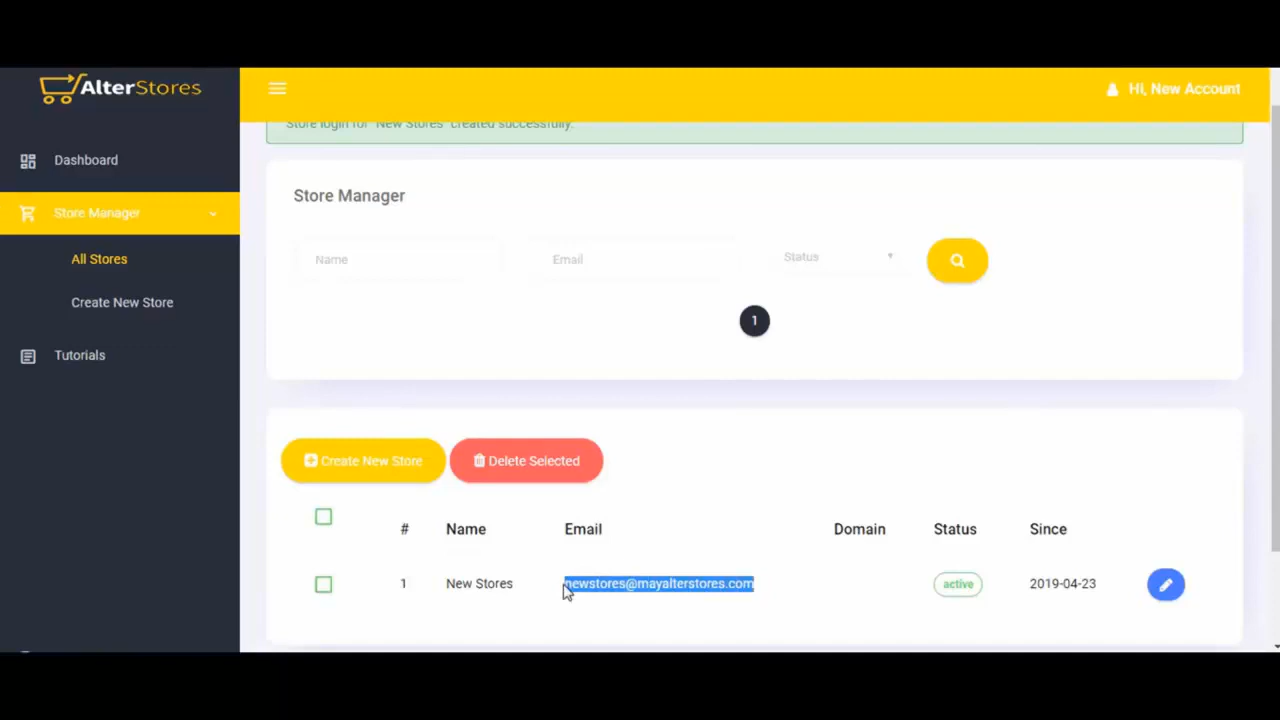 AlterStores
Hi, New Account
Store login for "New Stores" created successfully.
Dashboard
Store Manager
All Stores
Create New Store
Tutorials
Store Manager
Name Email Status
1
Create New Store Delete Selected
# Name Email Domain Status Since
1 New Stores newstores@mayalterstores.com active 2019-04-23